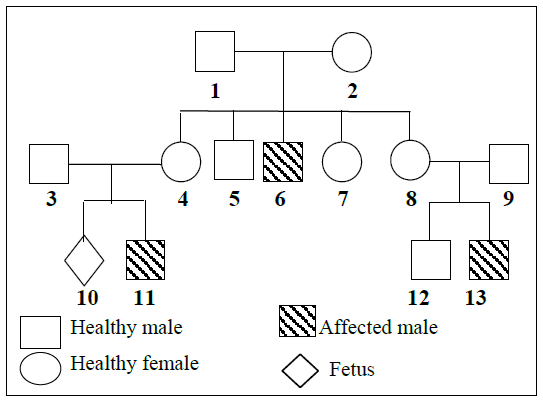 1 2
3 4 5 6 7 8 9
10 11 12 13
Healthy male Affected male
Healthy female Fetus